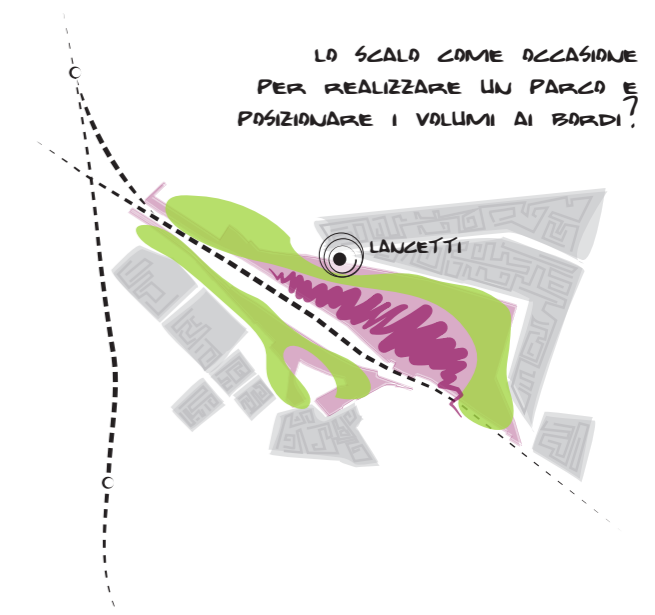 LO SCALO COME OCCASIONE
PER REALIZZARE UN PARCO E
POSIZIONARE I VOLUMI AI BORDI?
LANCETTI